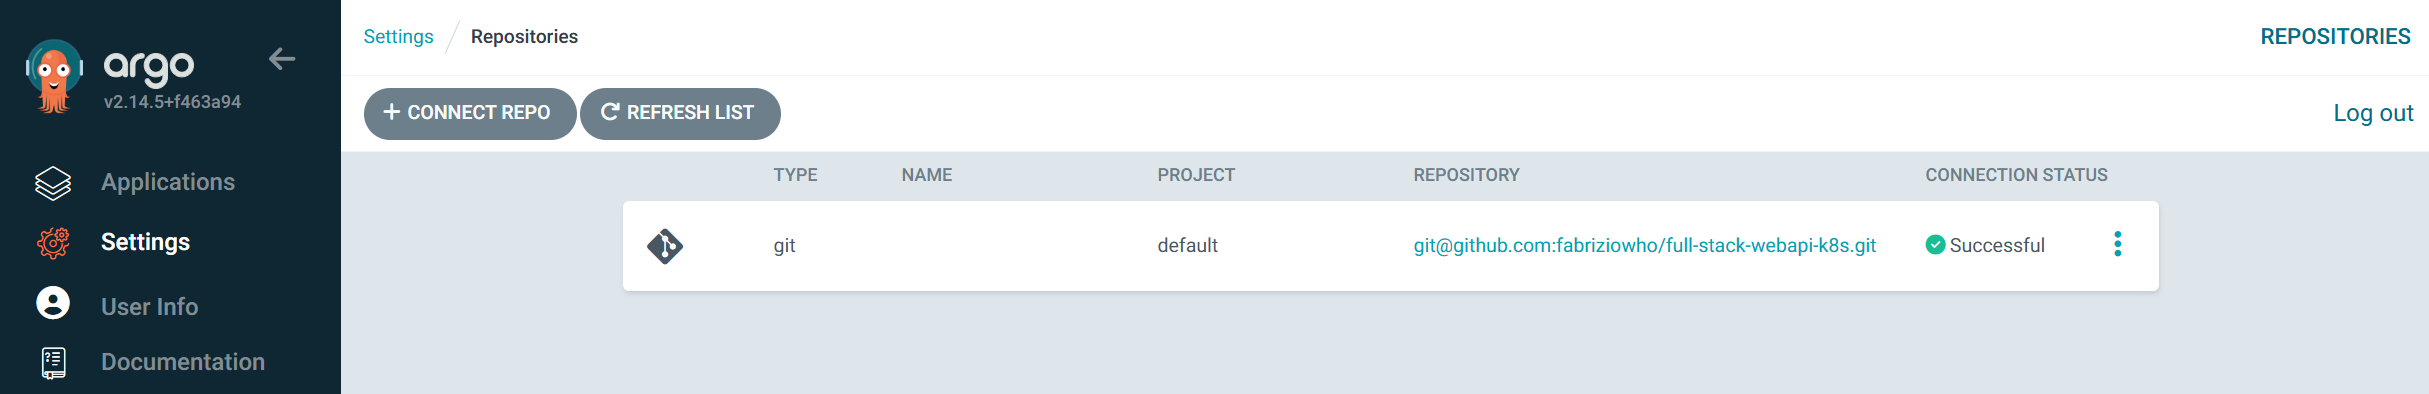 argo
v2.14.5+f463a94
Applications
Settings
User Info
Documentation
Settings / Repositories
REPOSITORIES
+ CONNECT REPO REFRESH LIST
Log out
TYPE NAME PROJECT REPOSITORY CONNECTION STATUS
git default git@github.com:fabriziowho/full-stack-webapi-k8s.git Successful